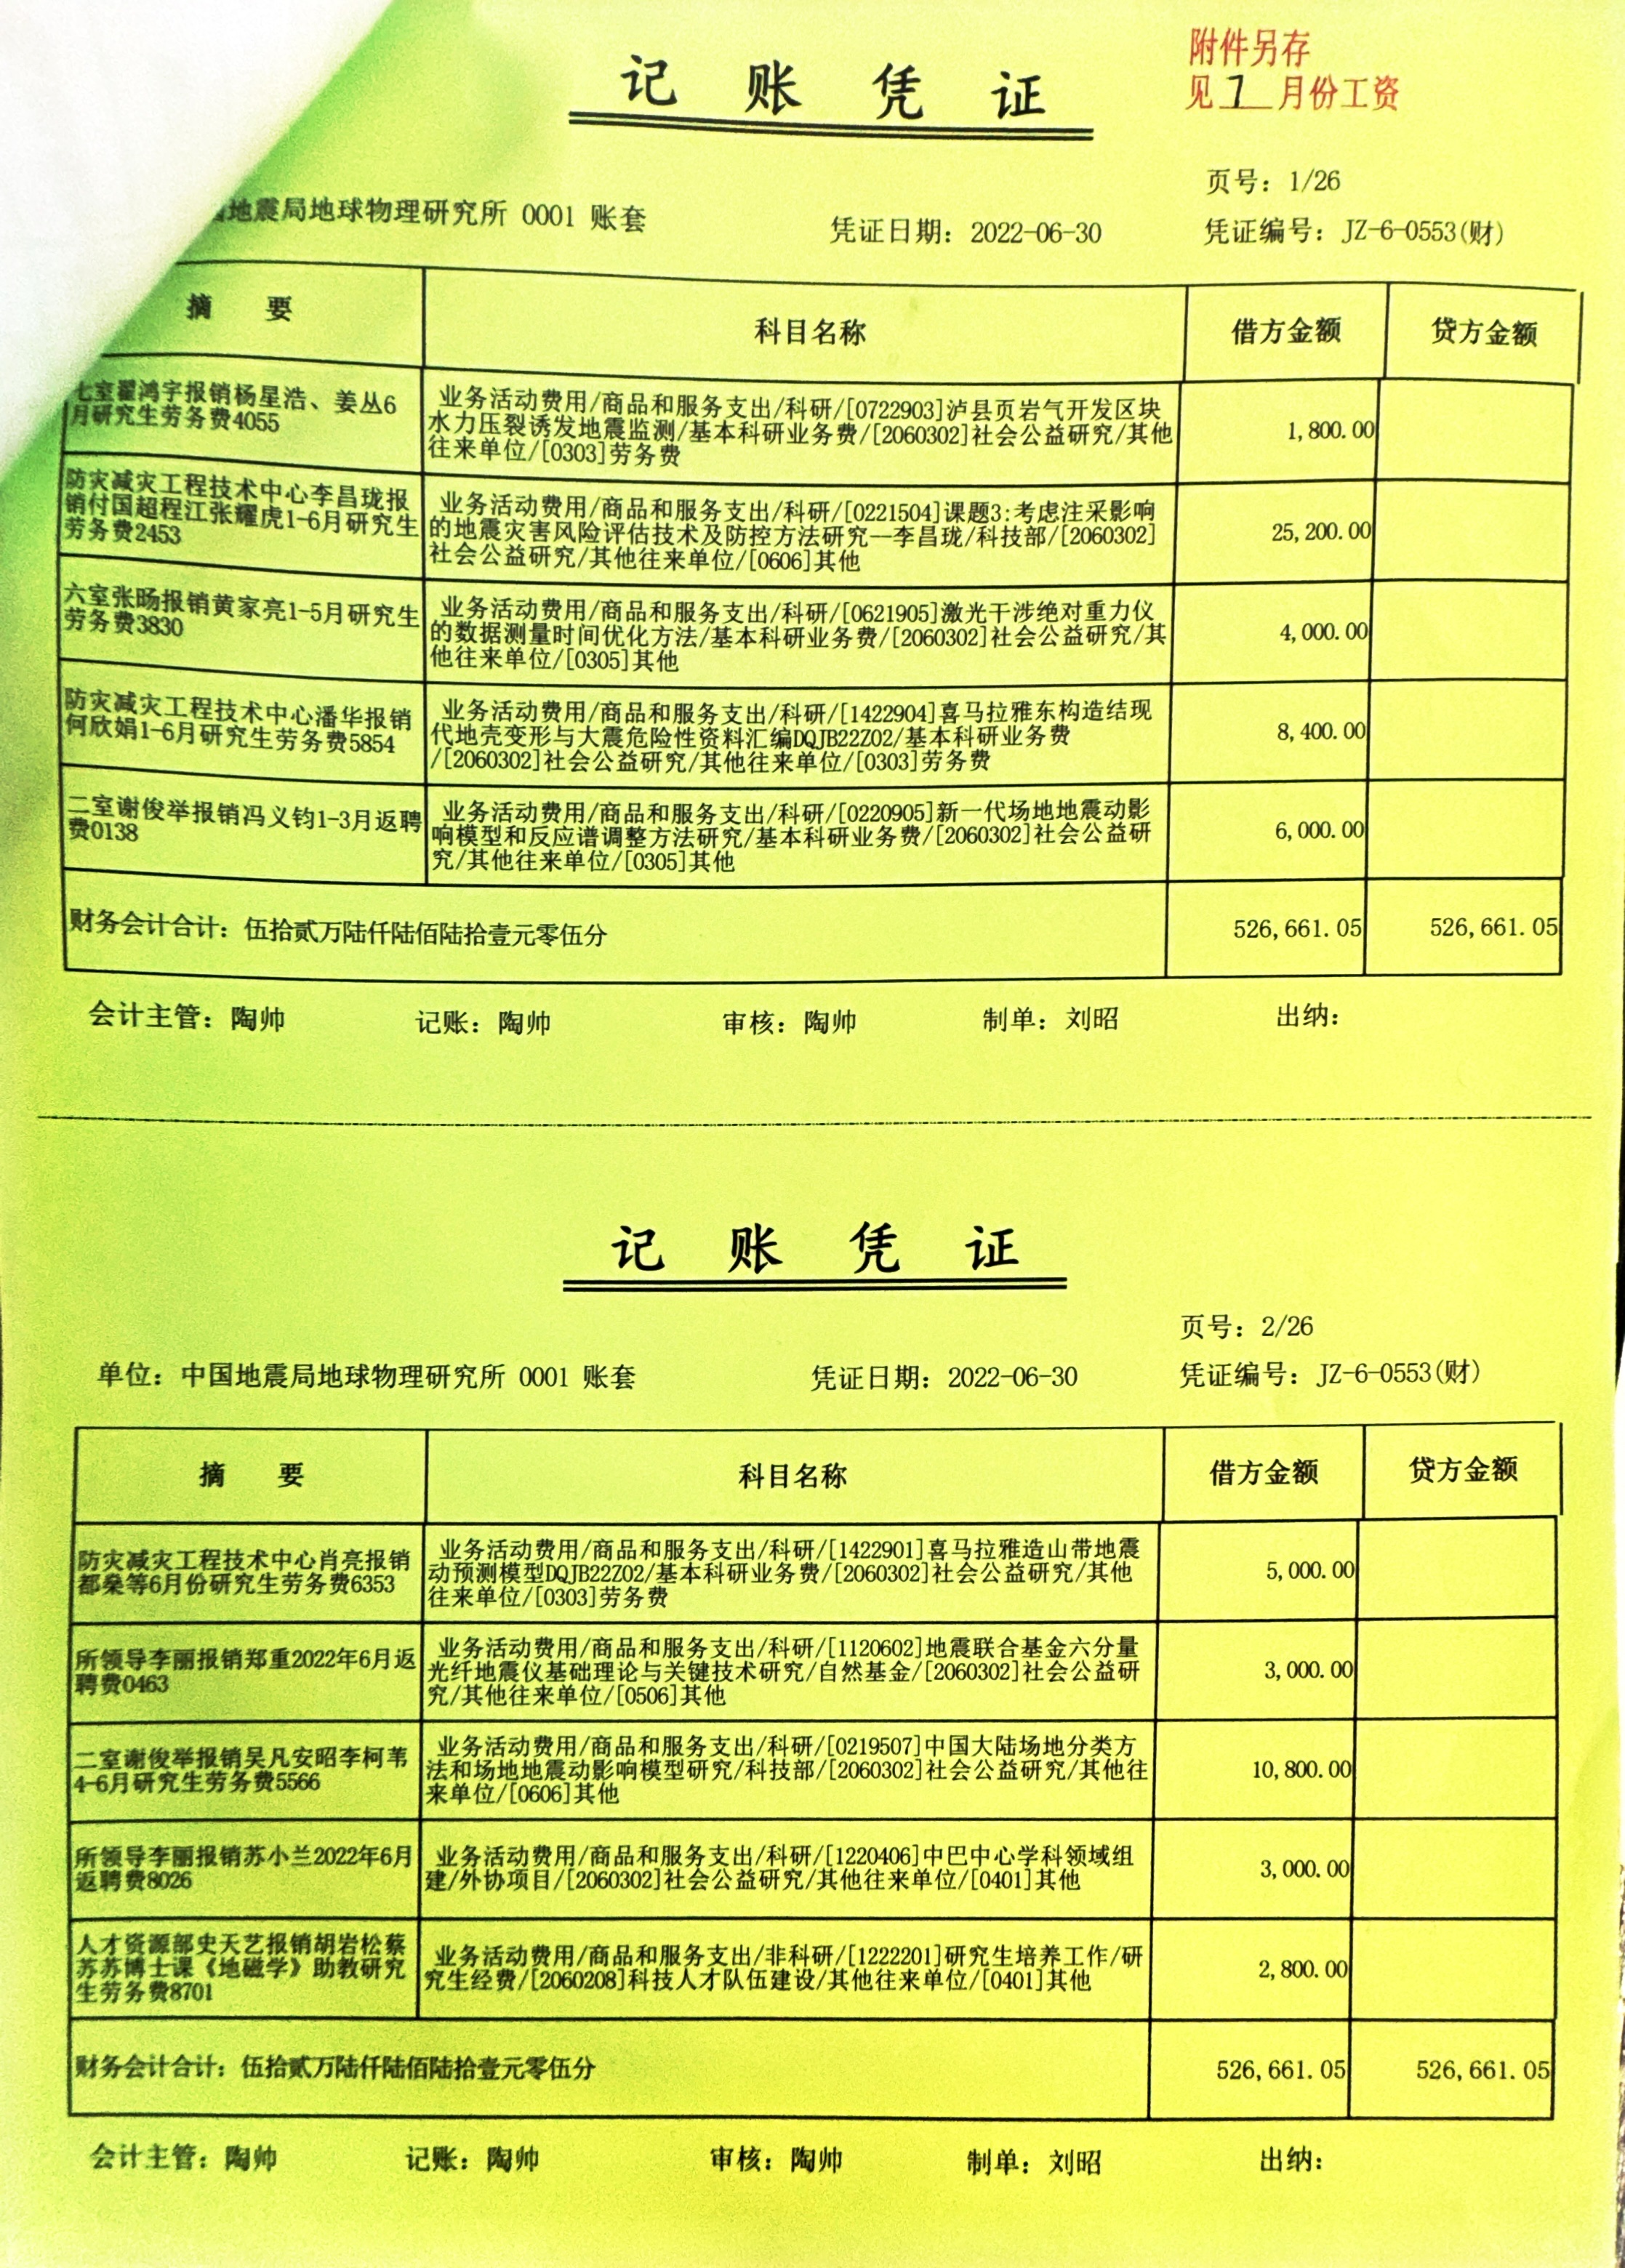 附件另存
见 7 月份工资
记 账 凭 证
页号：1/26
地震局地球物理研究所 0001 账套
凭证日期：2022-06-30
凭证编号：JZ-6-0553(财)
摘 要
科目名称
借方金额
贷方金额
七室翟鸿宇报销杨星浩、姜丛6
月研究生劳务费4055
业务活动费用/商品和服务支出/科研/[0722903]泸县页岩气开发区块
水力压裂诱发地震监测/基本科研业务费/[2060302]社会公益研究/其他
往来单位/[0303]劳务费
1,800.00
防灾减灾工程技术中心李昌珑报
销付国超程江张耀虎1-6月研究生
劳务费2453
业务活动费用/商品和服务支出/科研/[0221504]课题3:考虑注采影响
的地震灾害风险评估技术及防控方法研究—李昌珑/科技部/[2060302]
社会公益研究/其他往来单位/[0606]其他
25,200.00
六室张旸报销黄家亮1-5月研究生
劳务费3830
业务活动费用/商品和服务支出/科研/[0621905]激光干涉绝对重力仪
的数据测量时间优化方法/基本科研业务费/[2060302]社会公益研究/其
他往来单位/[0305]其他
4,000.00
防灾减灾工程技术中心潘华报销
何欣娟1-6月研究生劳务费5854
业务活动费用/商品和服务支出/科研/[1422904]喜马拉雅东构造结现
代地壳变形与大震危险性资料汇编DQJB22Z02/基本科研业务费
/[2060302]社会公益研究/其他往来单位/[0303]劳务费
8,400.00
二室谢俊举报销冯义钧1-3月返聘
费0138
业务活动费用/商品和服务支出/科研/[0220905]新一代场地地震动影
响模型和反应谱调整方法研究/基本科研业务费/[2060302]社会公益研
究/其他往来单位/[0305]其他
6,000.00
财务会计合计：伍拾贰万陆仟陆佰陆拾壹元零伍分
526,661.05
526,661.05
会计主管：陶帅
记账：陶帅
审核：陶帅
制单：刘昭
出纳：
记 账 凭 证
页号：2/26
单位：中国地震局地球物理研究所 0001 账套
凭证日期：2022-06-30
凭证编号：JZ-6-0553(财)
摘 要
科目名称
借方金额
贷方金额
防灾减灾工程技术中心肖亮报销
都燊等6月份研究生劳务费6353
业务活动费用/商品和服务支出/科研/[1422901]喜马拉雅造山带地震
动预测模型DQJB22Z02/基本科研业务费/[2060302]社会公益研究/其他
往来单位/[0303]劳务费
5,000.00
所领导李丽报销郑重2022年6月返
聘费0463
业务活动费用/商品和服务支出/科研/[1120602]地震联合基金六分量
光纤地震仪基础理论与关键技术研究/自然基金/[2060302]社会公益研
究/其他往来单位/[0506]其他
3,000.00
二室谢俊举报销吴凡安昭李柯苇
4-6月研究生劳务费5566
业务活动费用/商品和服务支出/科研/[0219507]中国大陆场地分类方
法和场地地震动影响模型研究/科技部/[2060302]社会公益研究/其他往
来单位/[0606]其他
10,800.00
所领导李丽报销苏小兰2022年6月
返聘费8026
业务活动费用/商品和服务支出/科研/[1220406]中巴中心学科领域组
建/外协项目/[2060302]社会公益研究/其他往来单位/[0401]其他
3,000.00
人才资源部史天艺报销胡岩松蔡
苏苏博士课《地磁学》助教研究
生劳务费8701
业务活动费用/商品和服务支出/非科研/[1222201]研究生培养工作/研
究生经费/[2060208]科技人才队伍建设/其他往来单位/[0401]其他
2,800.00
财务会计合计：伍拾贰万陆仟陆佰陆拾壹元零伍分
526,661.05
526,661.05
会计主管：陶帅
记账：陶帅
审核：陶帅
制单：刘昭
出纳：